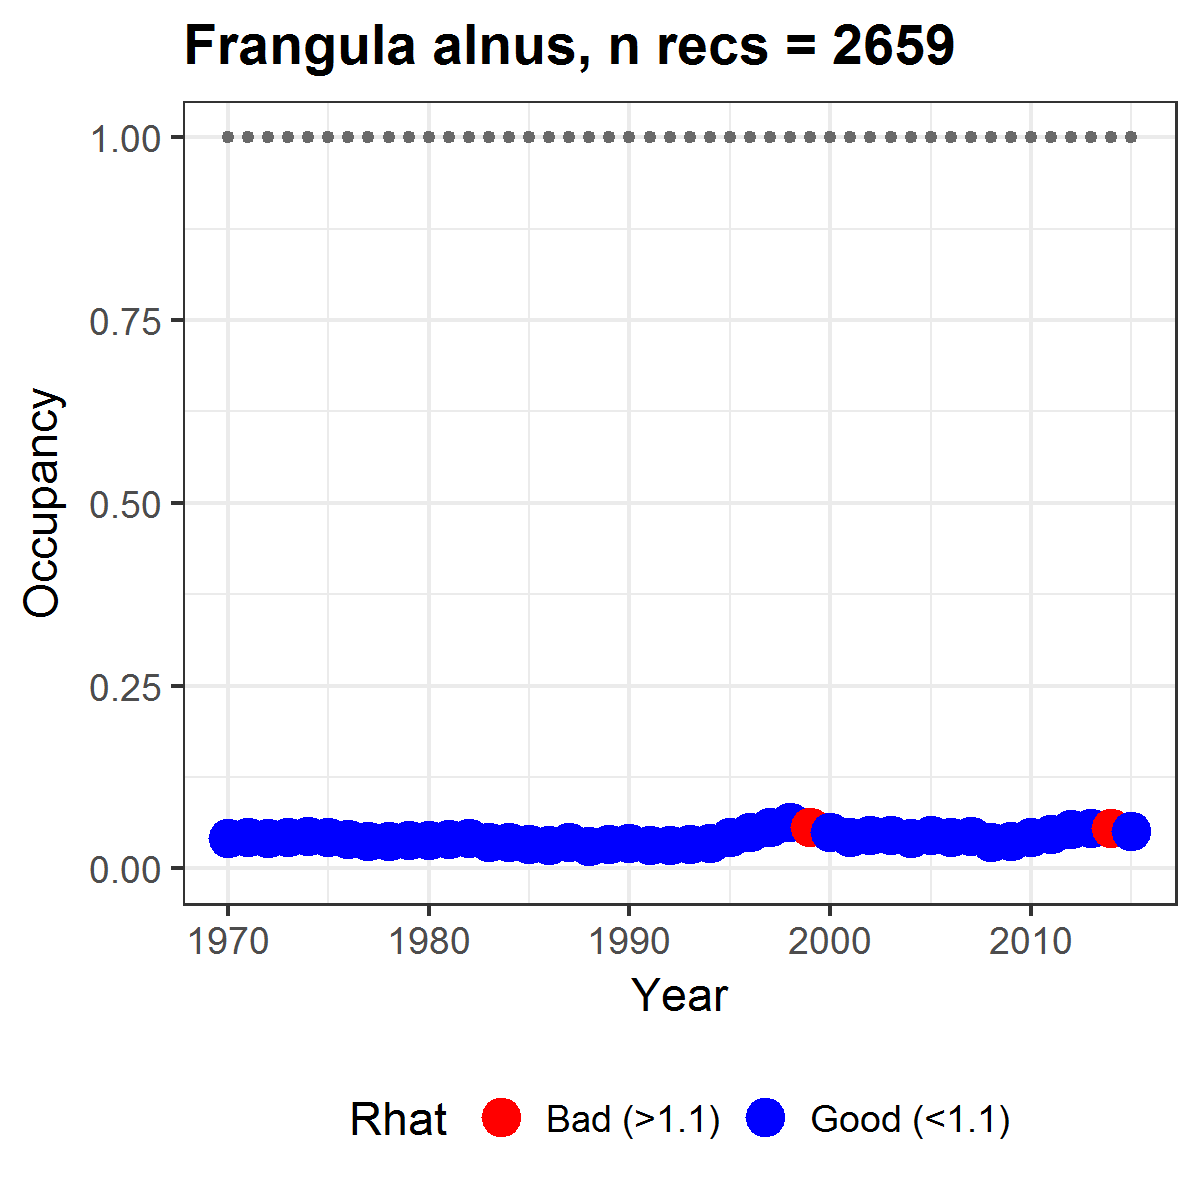 Frangula alnus, n recs = 2659
1.00
0.75
0.50
0.25
0.00
Occupancy
1970 1980 1990 2000 2010
Year
Rhat Bad (>1.1) Good (<1.1)